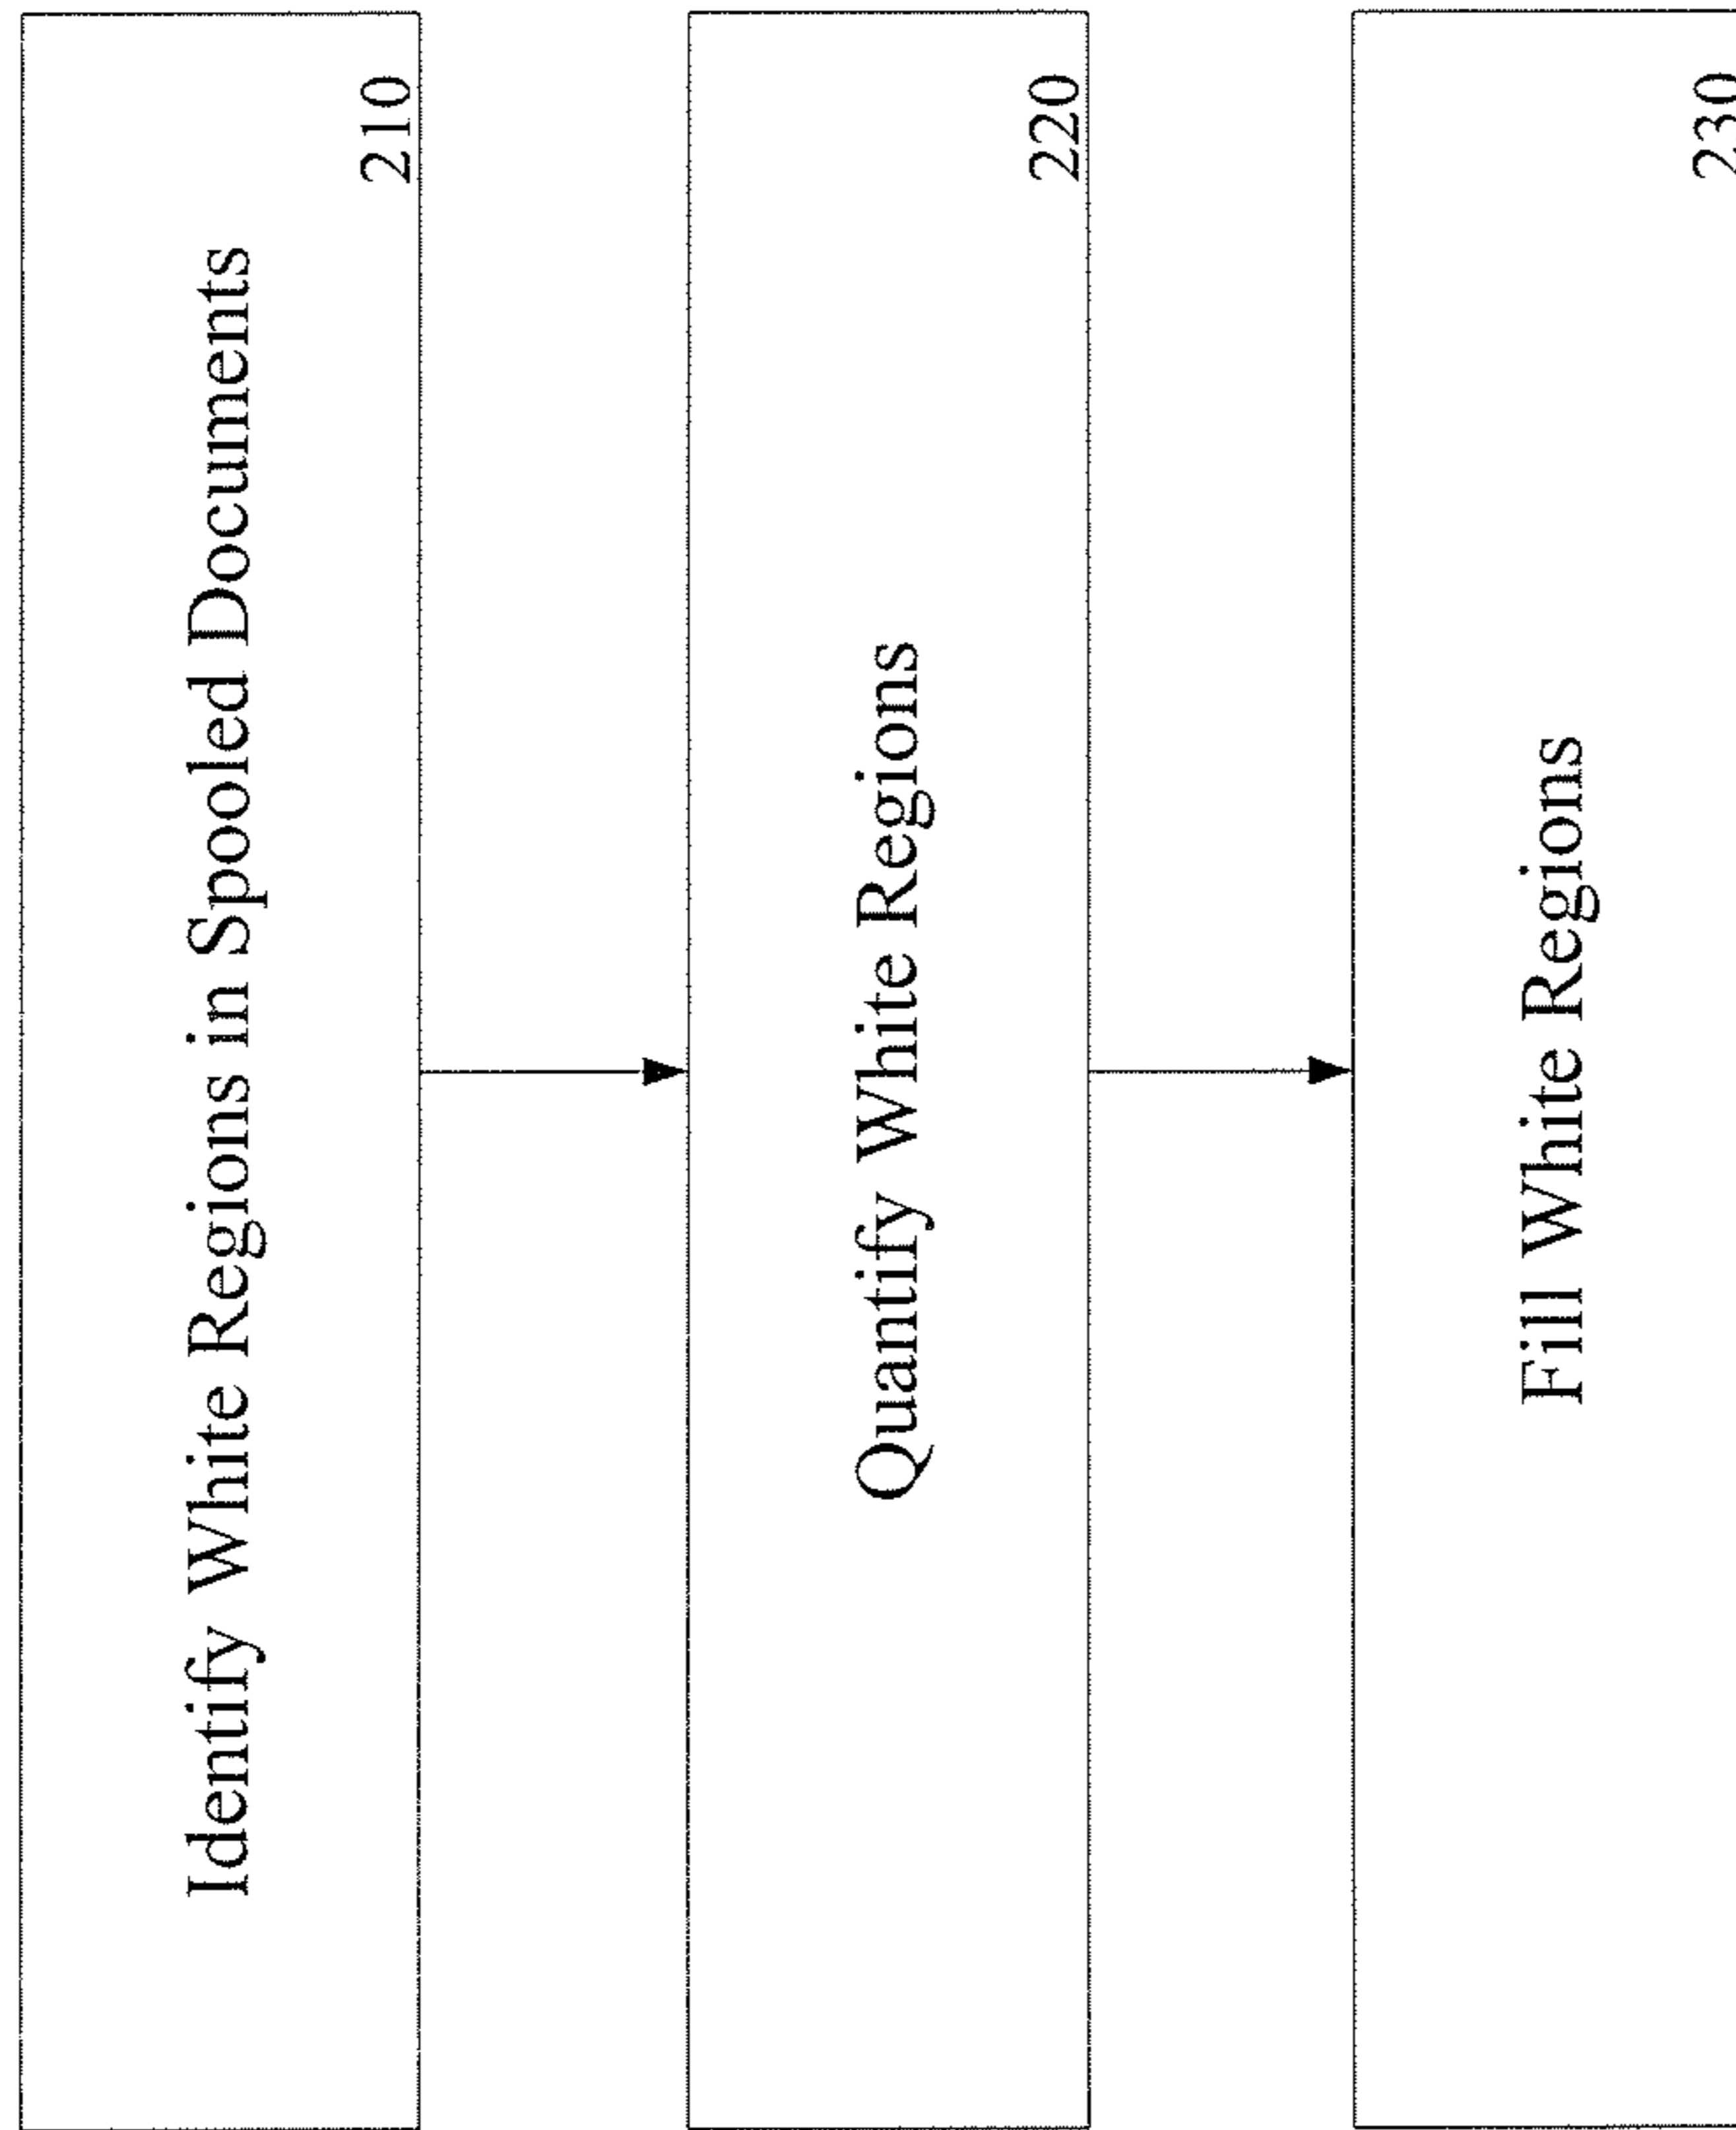 Identify White Regions in Spooled Documents
210
Quantify White Regions
220
Fill White Regions
230